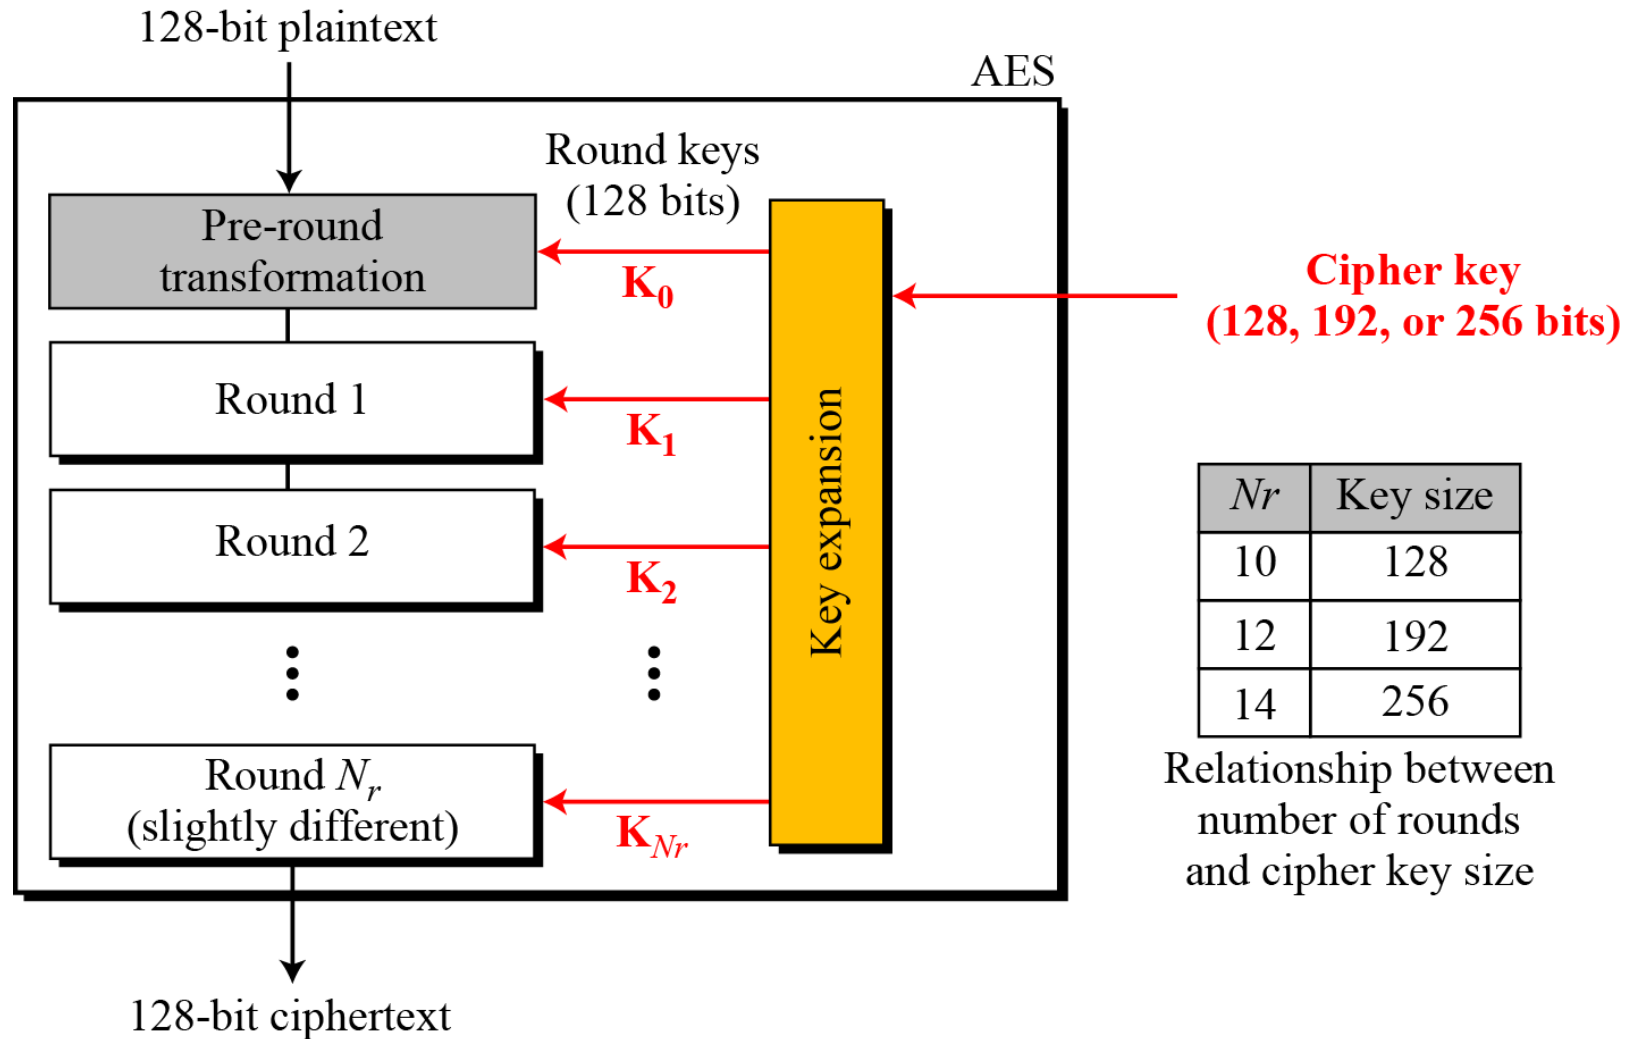 128-bit plaintext
AES
Round keys
(128 bits)
Pre-round
transformation
K0
Cipher key
(128, 192, or 256 bits)
Round 1
K1
Round 2
K2
Key expansion
Nr Key size
10 128
12 192
14 256
Relationship between
number of rounds
and cipher key size
Round Nr
(slightly different)
KNr
128-bit ciphertext